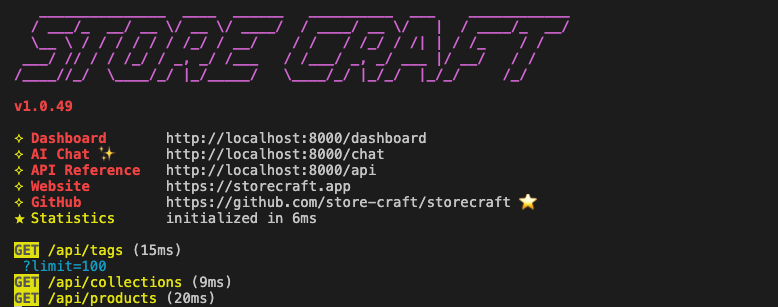 STORE CRAFT
v1.0.49
✧ Dashboard http://localhost:8000/dashboard
✧ AI Chat ✨ http://localhost:8000/chat
✧ API Reference http://localhost:8000/api
✧ Website https://storecraft.app
✧ GitHub https://github.com/store-craft/storecraft ⭐
★ Statistics initialized in 6ms
GET /api/tags (15ms)
?limit=100
GET /api/collections (9ms)
GET /api/products (20ms)